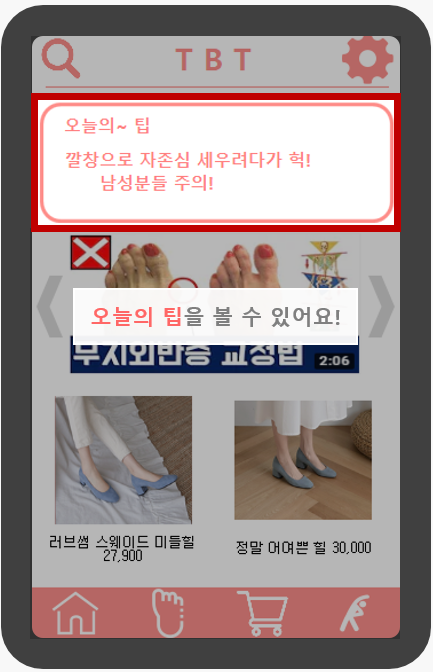 TBT
오늘의~ 팁
깔창으로 자존심 세우려다가 헉!
남성분들 주의!
오늘의 팁을 볼 수 있어요!
무지외반증 교정법
2:06
러브썸 스웨이드 미들힐
27,900
정말 어여쁜 힐 30,000